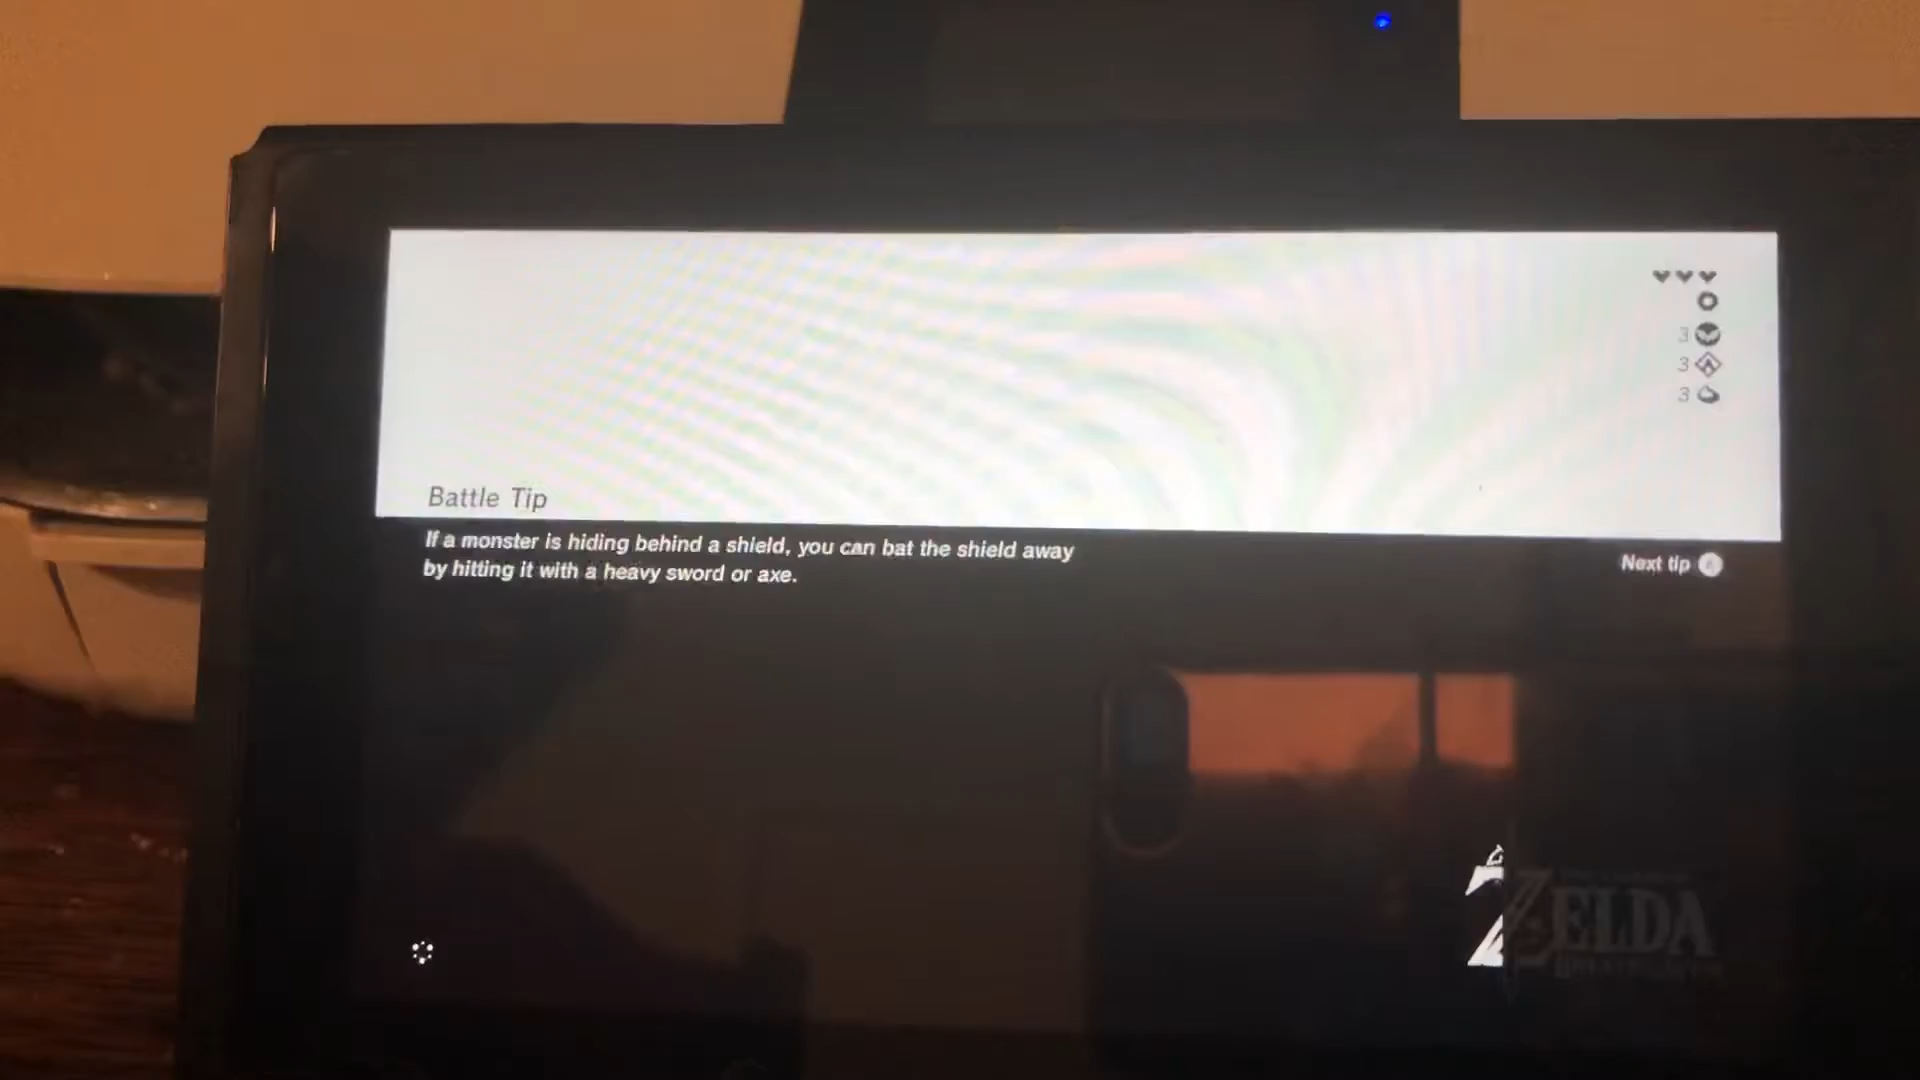 3
3
3
Battle Tip
If a monster is hiding behind a shield, you can bat the shield away
by hitting it with a heavy sword or axe.
Next tip
ZELDA